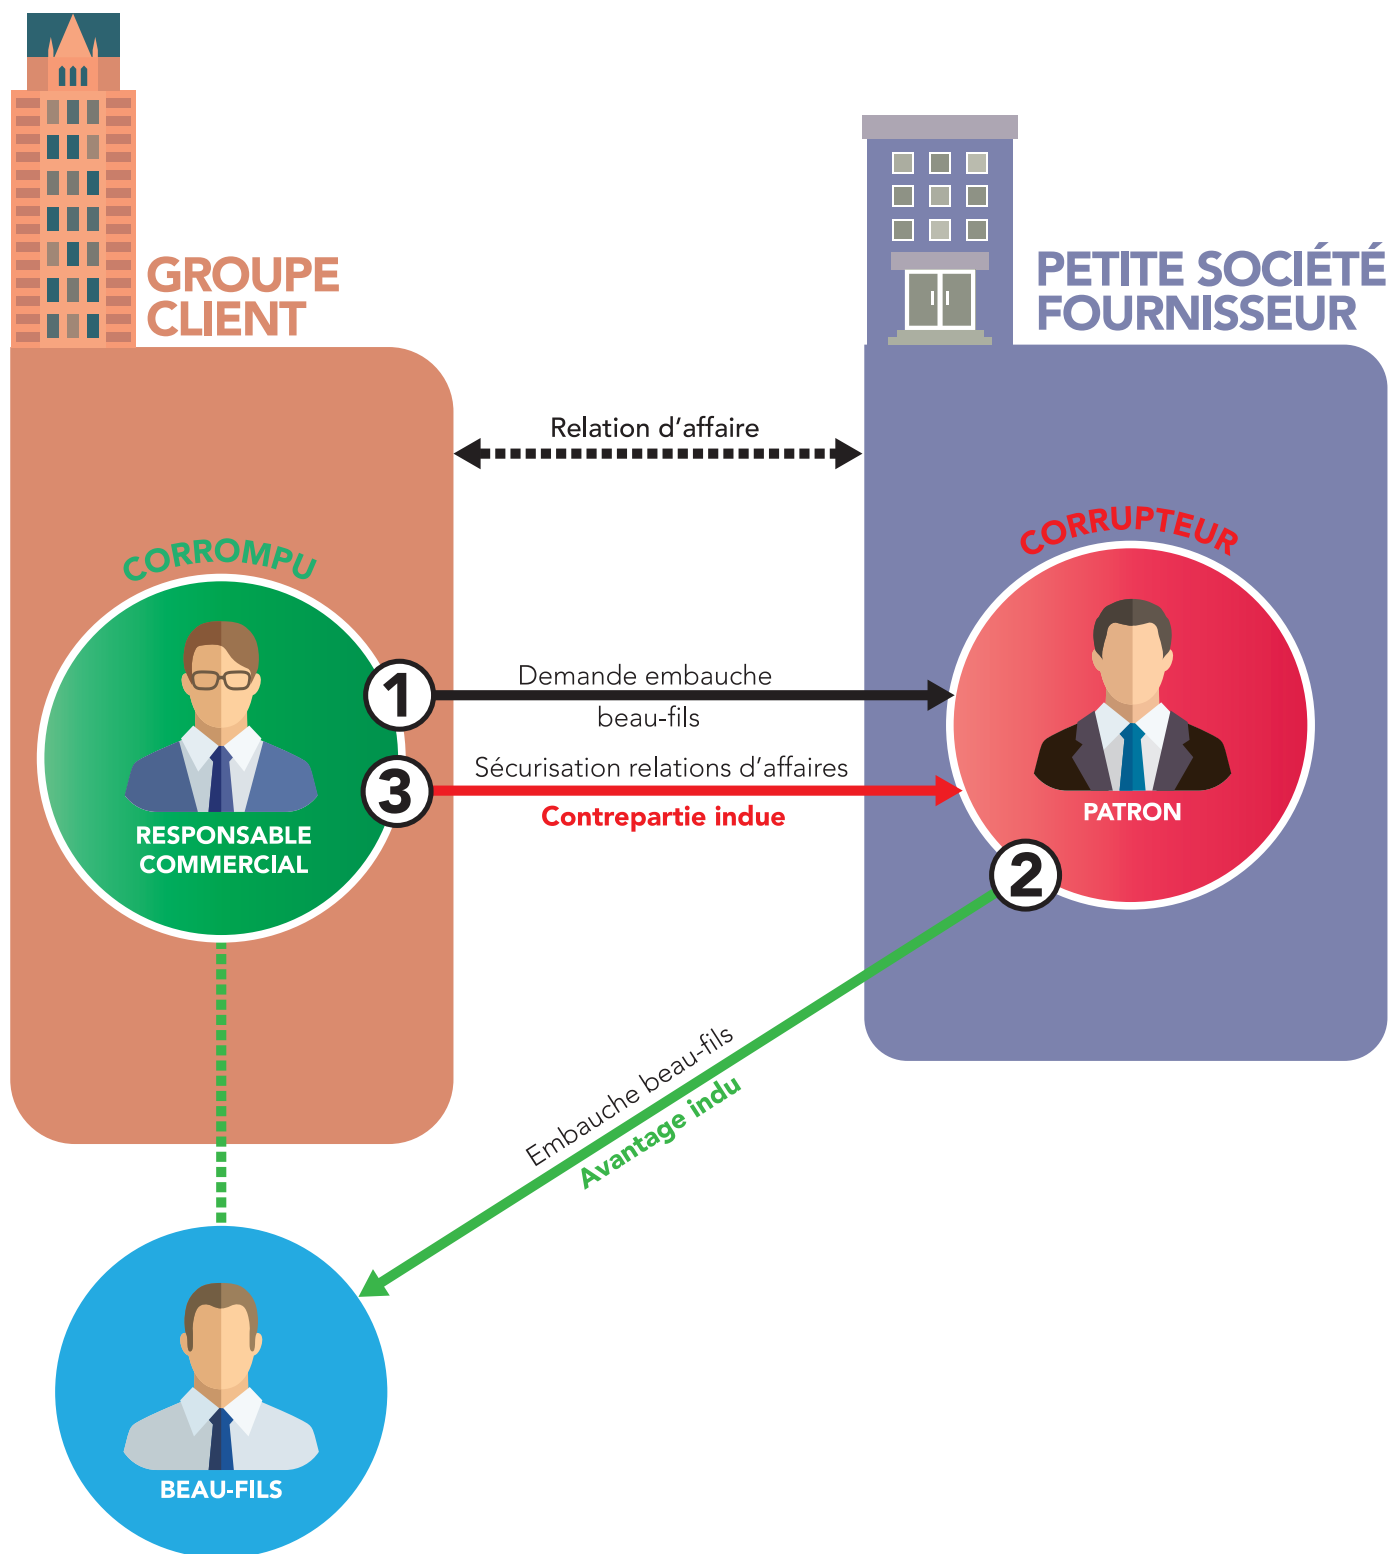 GROUPE
CLIENT
PETITE SOCIÉTÉ
FOURNISSEUR
Relation d’affaire
CORROMPU
CORRUPTEUR
1
Demande embauche
beau-fils
3
Sécurisation relations d’affaires
Contrepartie indue
RESPONSABLE
COMMERCIAL
PATRON
2
Embauche beau-fils
Avantage indu
BEAU-FILS